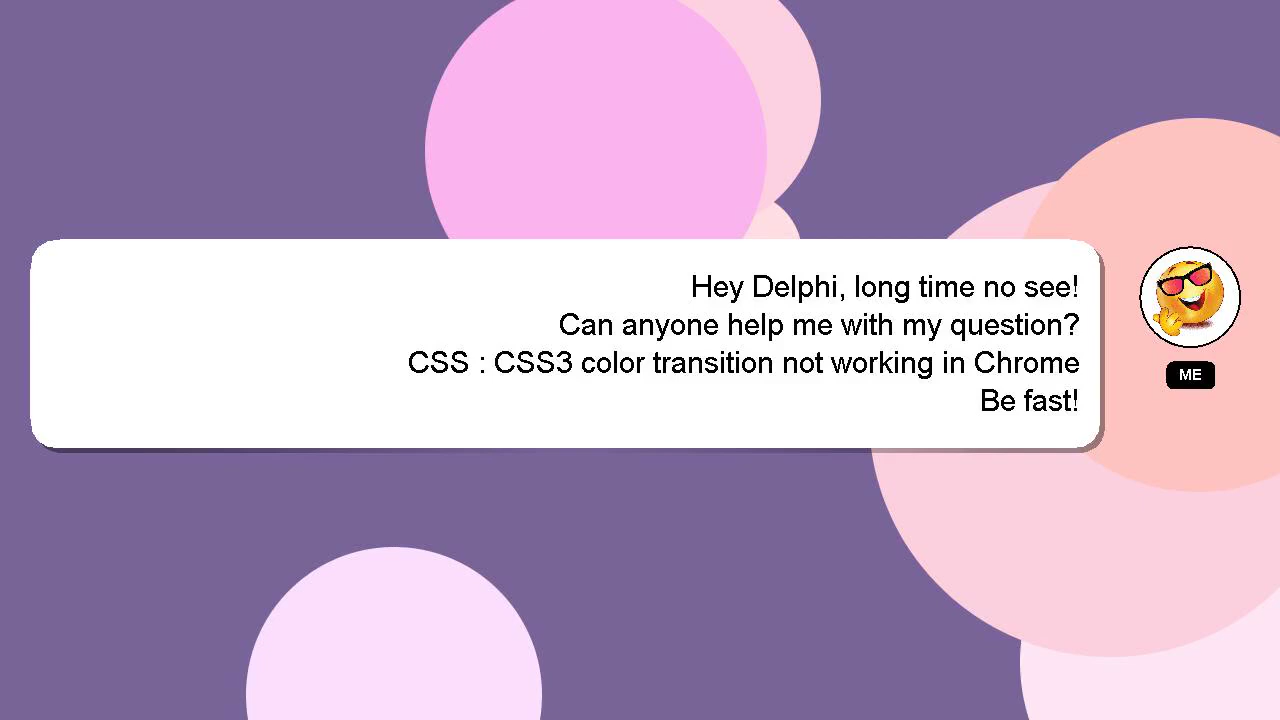 Hey Delphi, long time no see!
Can anyone help me with my question?
CSS : CSS3 color transition not working in Chrome
Be fast!
ME